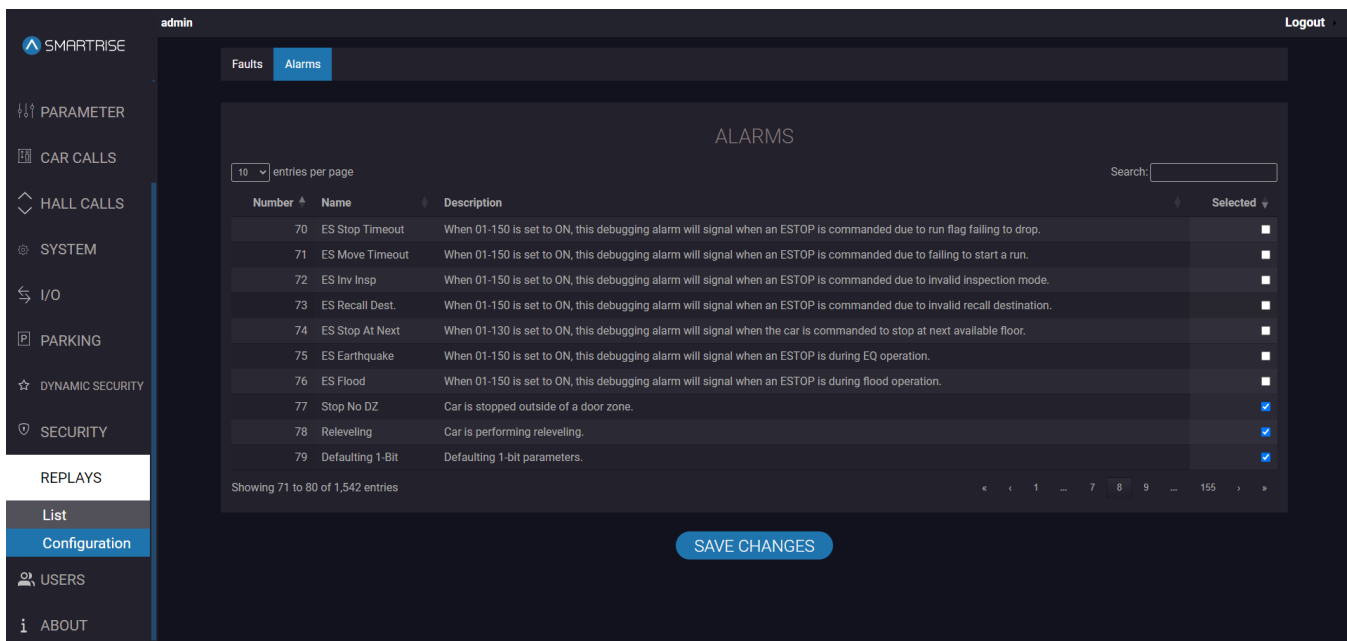 admin
Logout
SMARTRISE
Faults Alarms
PARAMETER
CAR CALLS
HALL CALLS
SYSTEM
I/O
PARKING
DYNAMIC SECURITY
SECURITY
REPLAYS
List
Configuration
USERS
ABOUT
ALARMS
10 entries per page
Search:
Number Name Description Selected
70 ES Stop Timeout When 01-150 is set to ON, this debugging alarm will signal when an ESTOP is commanded due to run flag failing to drop.
71 ES Move Timeout When 01-150 is set to ON, this debugging alarm will signal when an ESTOP is commanded due to failing to start a run.
72 ES Inv Insp When 01-150 is set to ON, this debugging alarm will signal when an ESTOP is commanded due to invalid inspection mode.
73 ES Recall Dest. When 01-150 is set to ON, this debugging alarm will signal when an ESTOP is commanded due to invalid recall destination.
74 ES Stop At Next When 01-130 is set to ON, this debugging alarm will signal when the car is commanded to stop at next available floor.
75 ES Earthquake When 01-150 is set to ON, this debugging alarm will signal when an ESTOP is during EQ operation.
76 ES Flood When 01-150 is set to ON, this debugging alarm will signal when an ESTOP is during flood operation.
77 Stop No DZ Car is stopped outside of a door zone.
78 Releveling Car is performing releveling.
79 Defaulting 1-Bit Defaulting 1-bit parameters.
Showing 71 to 80 of 1,542 entries
« ‹ 1 ... 7 8 9 ... 155 › »
SAVE CHANGES